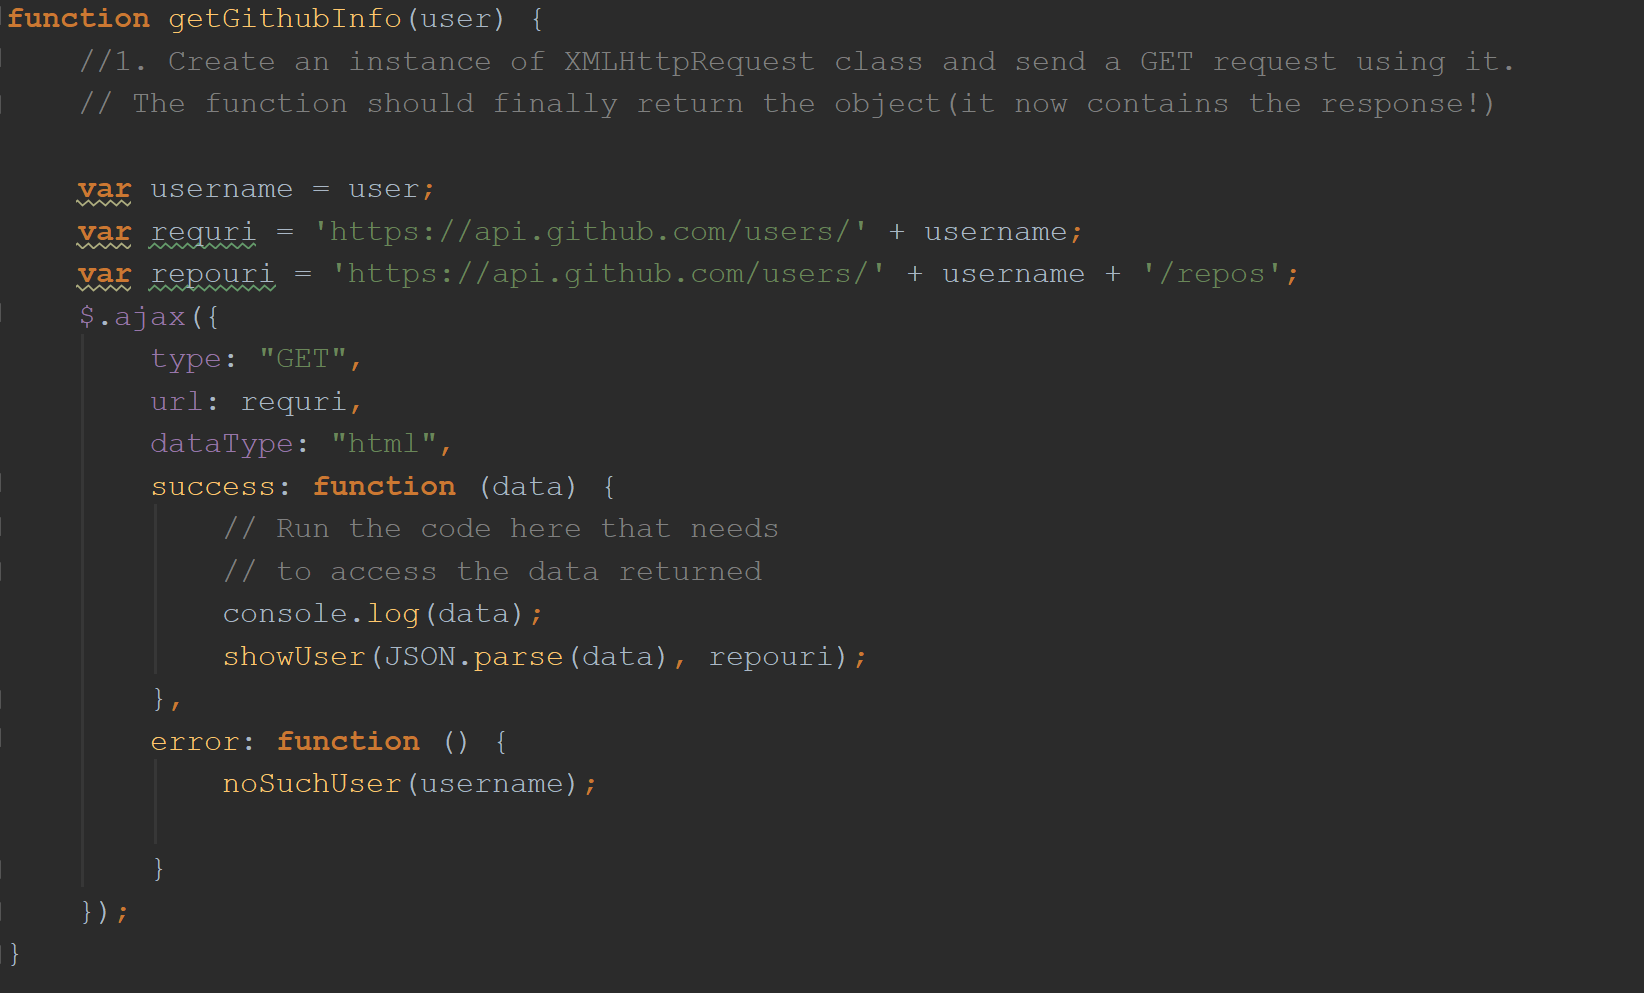 function getGithubInfo(user) {
    //1. Create an instance of XMLHttpRequest class and send a GET request using it.
    // The function should finally return the object(it now contains the response!)

    var username = user;
    var requri = 'https://api.github.com/users/' + username;
    var repouri = 'https://api.github.com/users/' + username + '/repos';
    $.ajax({
        type: "GET",
        url: requri,
        dataType: "html",
        success: function (data) {
            // Run the code here that needs
            // to access the data returned
            console.log(data);
            showUser(JSON.parse(data), repouri);
        },
        error: function () {
            noSuchUser(username);

        }
    });
}